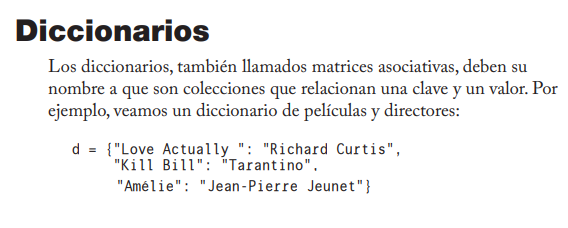 Diccionarios
Los diccionarios, también llamados matrices asociativas, deben su
nombre a que son colecciones que relacionan una clave y un valor. Por
ejemplo, veamos un diccionario de películas y directores:
d = {"Love Actually ": "Richard Curtis",
"Kill Bill": "Tarantino",
"Amélie": "Jean-Pierre Jeunet"}